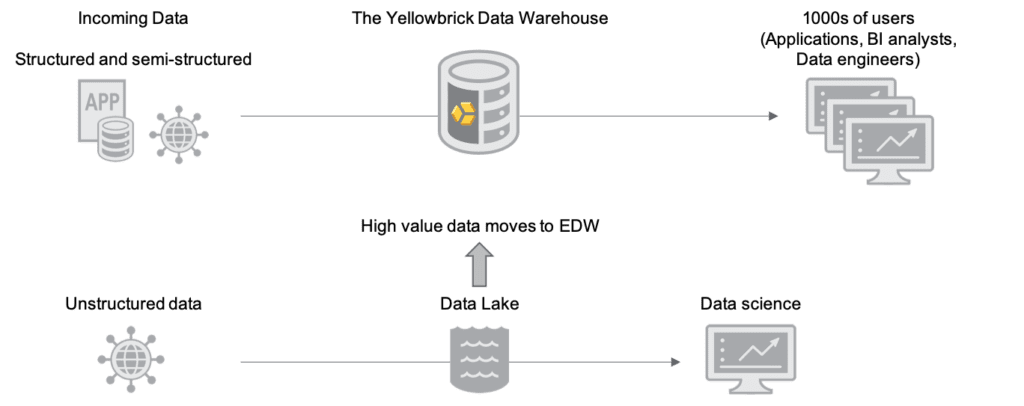 Incoming Data
The Yellowbrick Data Warehouse
1000s of users
(Applications, BI analysts,
Data engineers)
Structured and semi-structured
APP
High value data moves to EDW
Unstructured data
Data Lake
Data science